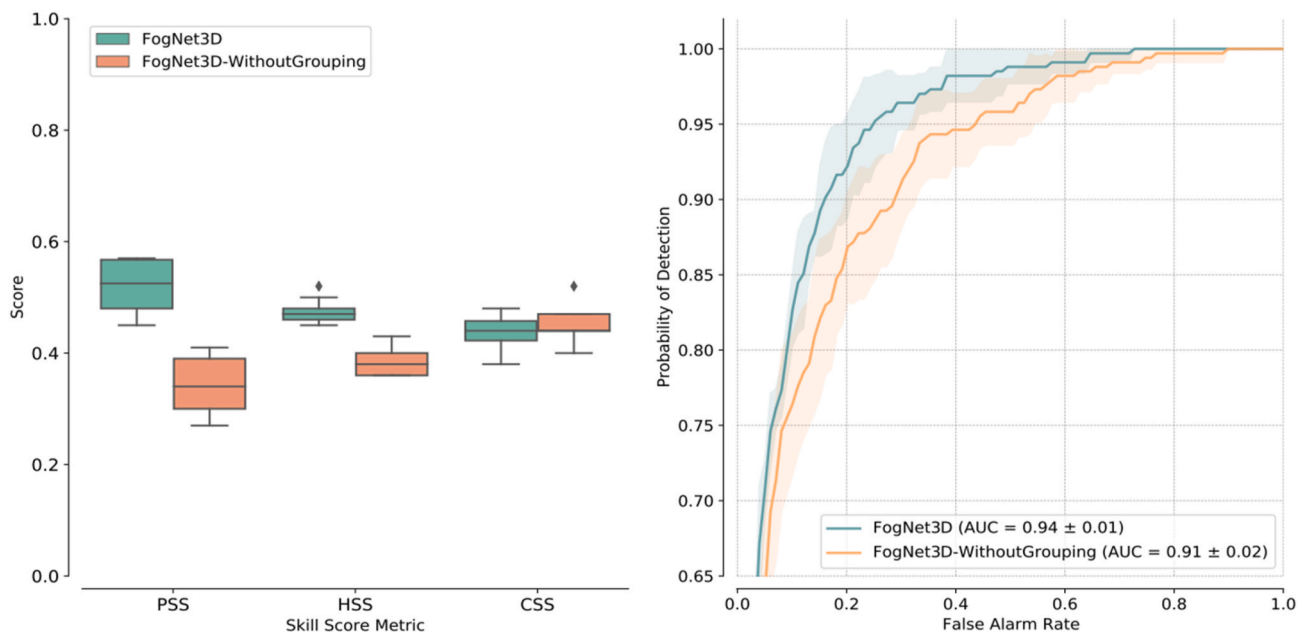 1.0
0.8
0.6
0.4
0.2
0.0
Score
FogNet3D
FogNet3D-WithoutGrouping
PSS
HSS
CSS
Skill Score Metric
1.00
0.95
0.90
0.85
0.80
0.75
0.70
0.65
Probability of Detection
FogNet3D (AUC = 0.94 ± 0.01)
FogNet3D-WithoutGrouping (AUC = 0.91 ± 0.02)
0.0
0.2
0.4
0.6
0.8
1.0
False Alarm Rate